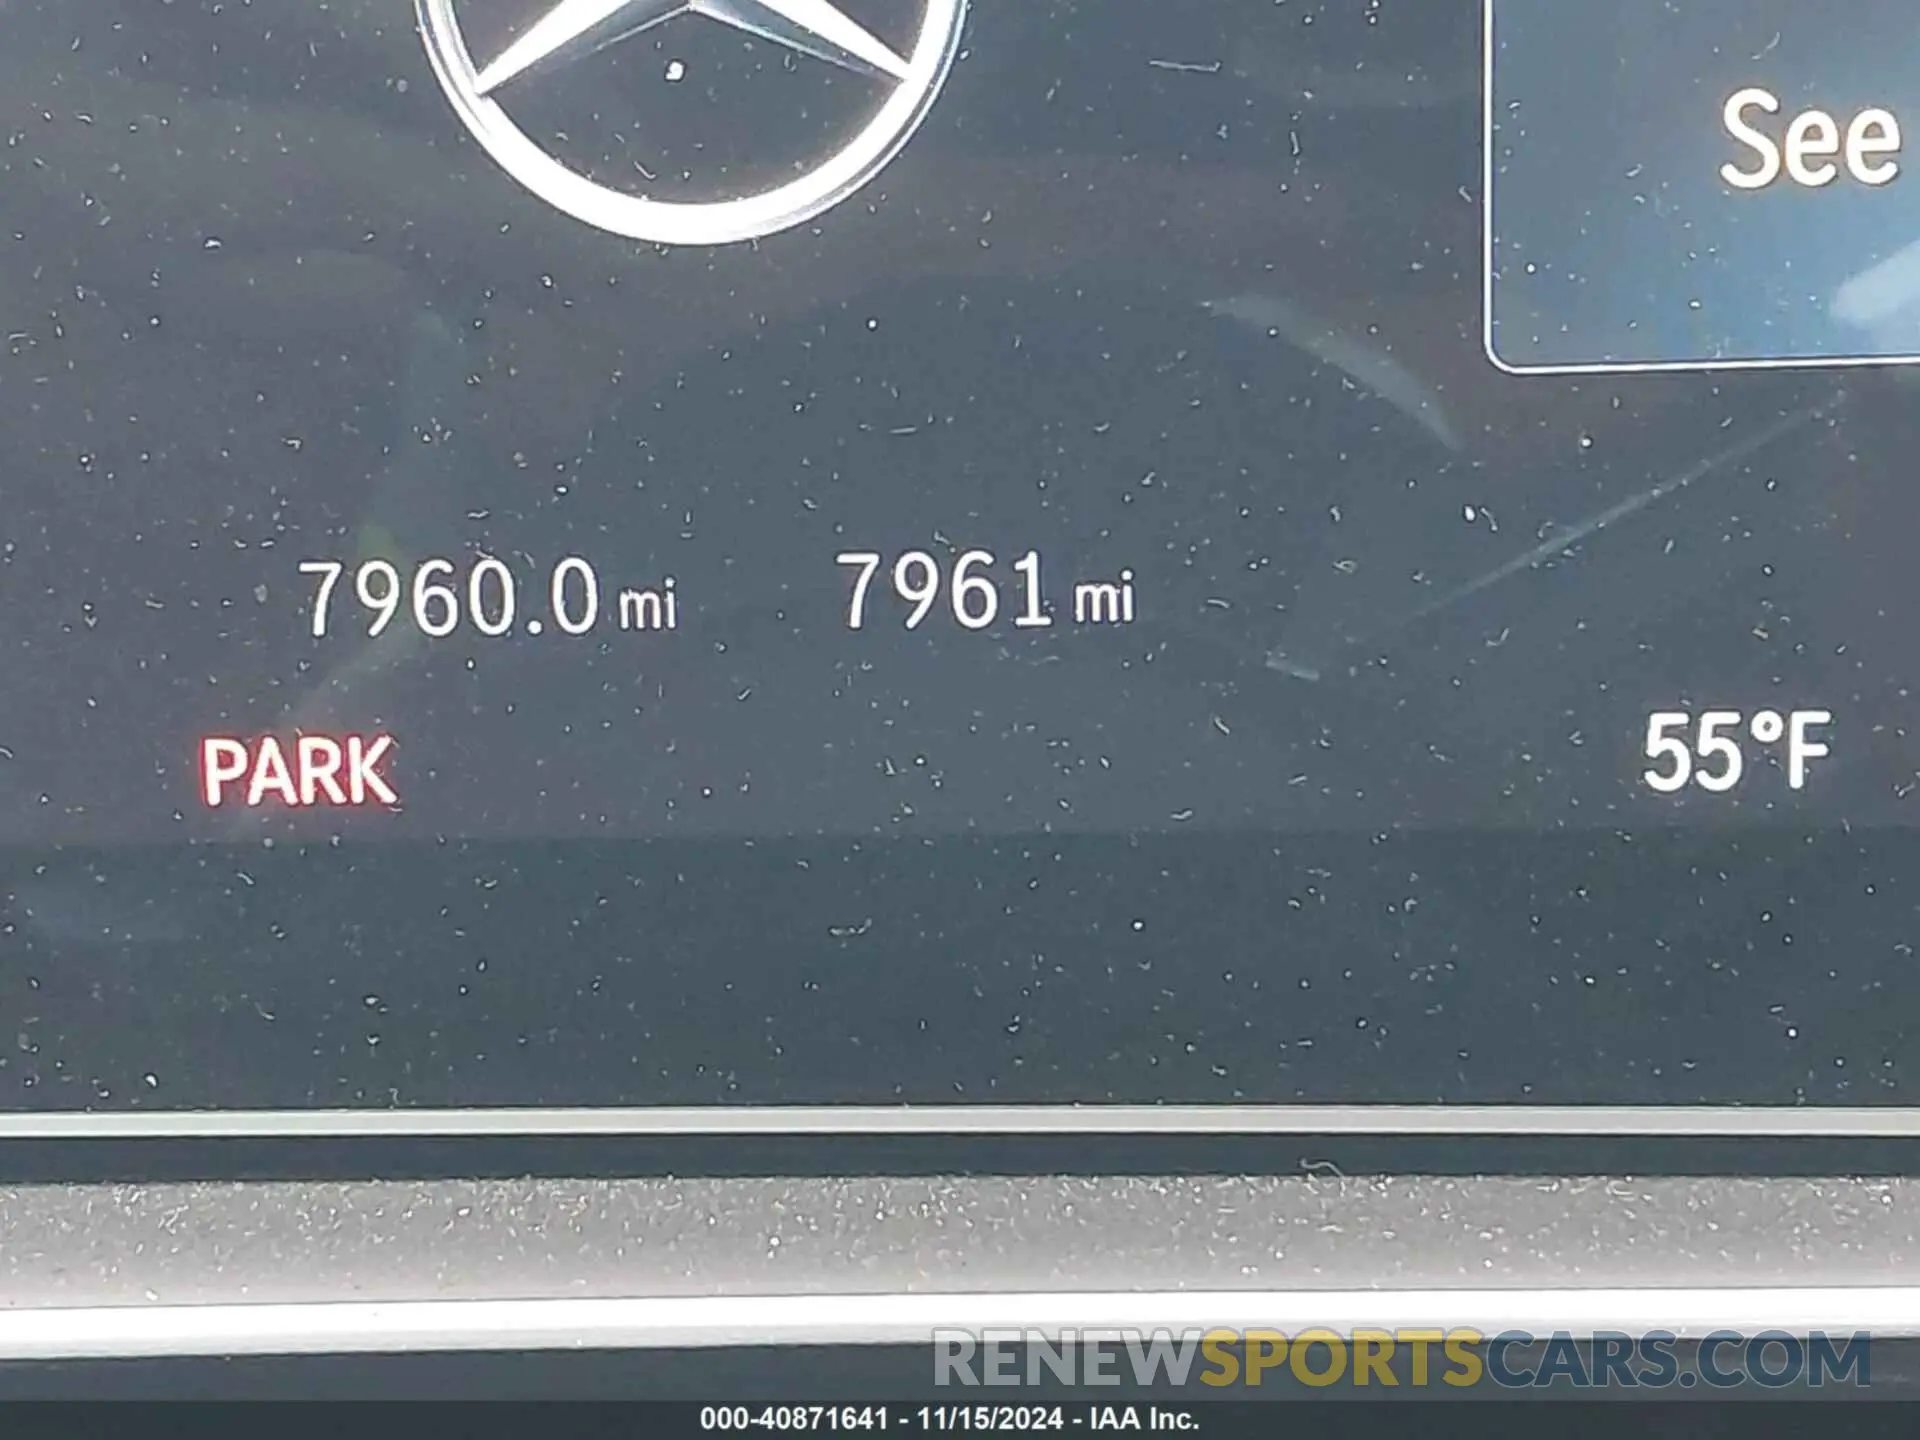 See
7960.0 mi 7961 mi
PARK
55°F
RENEWSPORTSCARS.COM
000-40871641 - 11/15/2024 - IAA Inc.